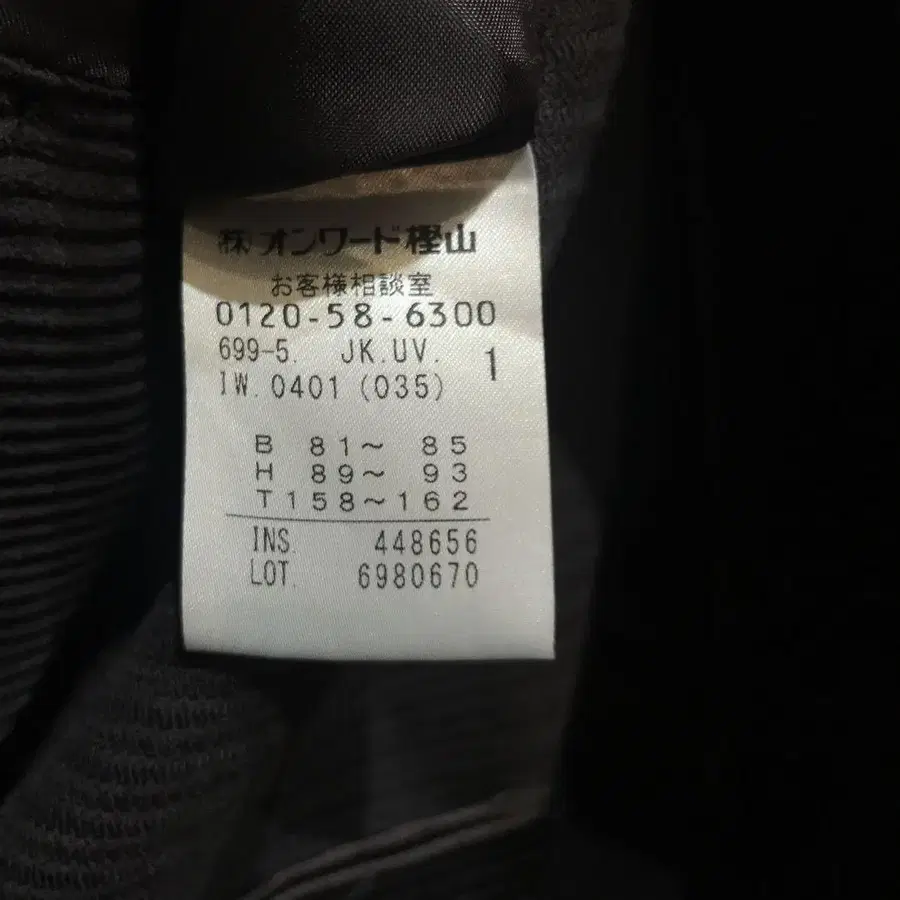 ㈱オンワード樫山
お客様相談室
0120-58-6300
699-5. JK.UV. 1
IW.0401(035)
B 81～ 85
H 89～ 93
T158～162
INS. 448656
LOT. 6980670